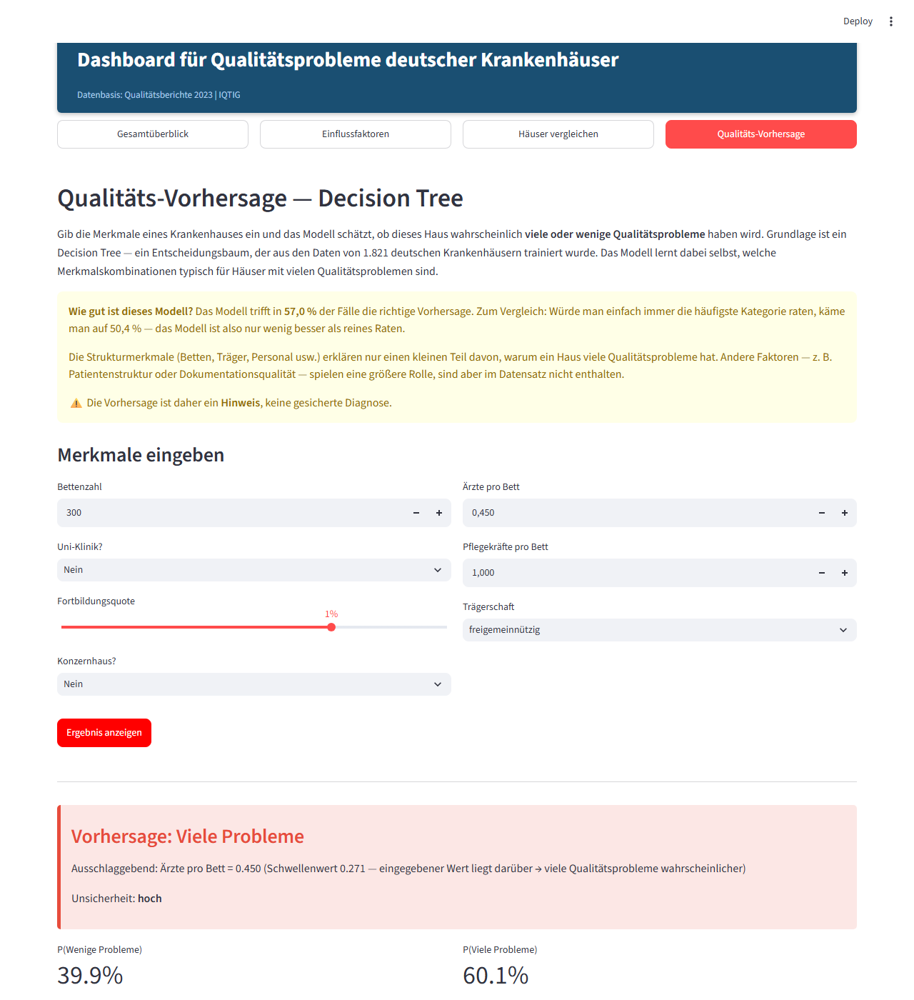 Deploy
Dashboard für Qualitätsprobleme deutscher Krankenhäuser
Datenbasis: Qualitätsberichte 2023 | IQTIG
Gesamtüberblick
Einflussfaktoren
Häuser vergleichen
Qualitäts-Vorhersage
Qualitäts-Vorhersage — Decision Tree
Gib die Merkmale eines Krankenhauses ein und das Modell schätzt, ob dieses Haus wahrscheinlich viele oder wenige Qualitätsprobleme haben wird. Grundlage ist ein
Decision Tree — ein Entscheidungsbaum, der aus den Daten von 1.821 deutschen Krankenhäusern trainiert wurde. Das Modell lernt dabei selbst, welche
Merkmalskombinationen typisch für Häuser mit vielen Qualitätsproblemen sind.
Wie gut ist dieses Modell? Das Modell trifft in 57,0 % der Fälle die richtige Vorhersage. Zum Vergleich: Würde man einfach immer die häufigste Kategorie raten, käme
man auf 50,4 % — das Modell ist also nur wenig besser als reines Raten.
Die Strukturmerkmale (Betten, Träger, Personal usw.) erklären nur einen kleinen Teil davon, warum ein Haus viele Qualitätsprobleme hat. Andere Faktoren — z. B.
Patientenstruktur oder Dokumentationsqualität — spielen eine größere Rolle, sind aber im Datensatz nicht enthalten.
⚠️ Die Vorhersage ist daher ein Hinweis, keine gesicherte Diagnose.
Merkmale eingeben
Bettenzahl
300
Ärzte pro Bett
0,450
Uni-Klinik?
Nein
Pflegekräfte pro Bett
1,000
Fortbildungsquote
1%
Trägerschaft
freigemeinnützig
Konzernhaus?
Nein
Ergebnis anzeigen
Vorhersage: Viele Probleme
Ausschlaggebend: Ärzte pro Bett = 0.450 (Schwellenwert 0.271 — eingegebener Wert liegt darüber → viele Qualitätsprobleme wahrscheinlicher)
Unsicherheit: hoch
P(Wenige Probleme)
39.9%
P(Viele Probleme)
60.1%